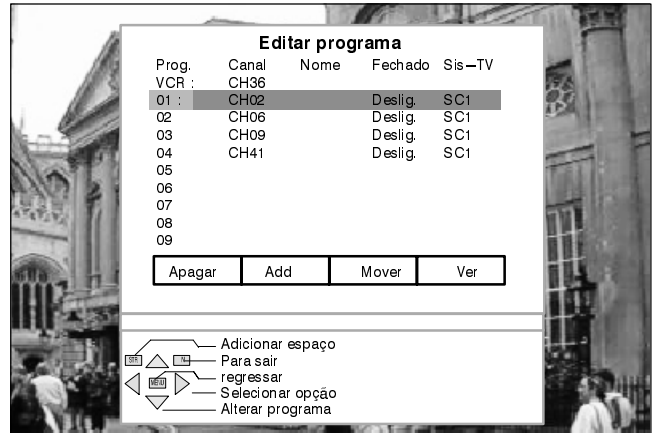 Editar programa
Prog. Canal Nome Fechado Sis-TV
VCR : CH36
01 : CH02 Deslig. SC1
02 CH06 Deslig. SC1
03 CH09 Deslig. SC1
04 CH41 Deslig. SC1
05
06
07
08
09
Apagar Add Mover Ver
Adicionar espaço
STR N Para sair
MENU regressar
Selecionar opção
Alterar programa